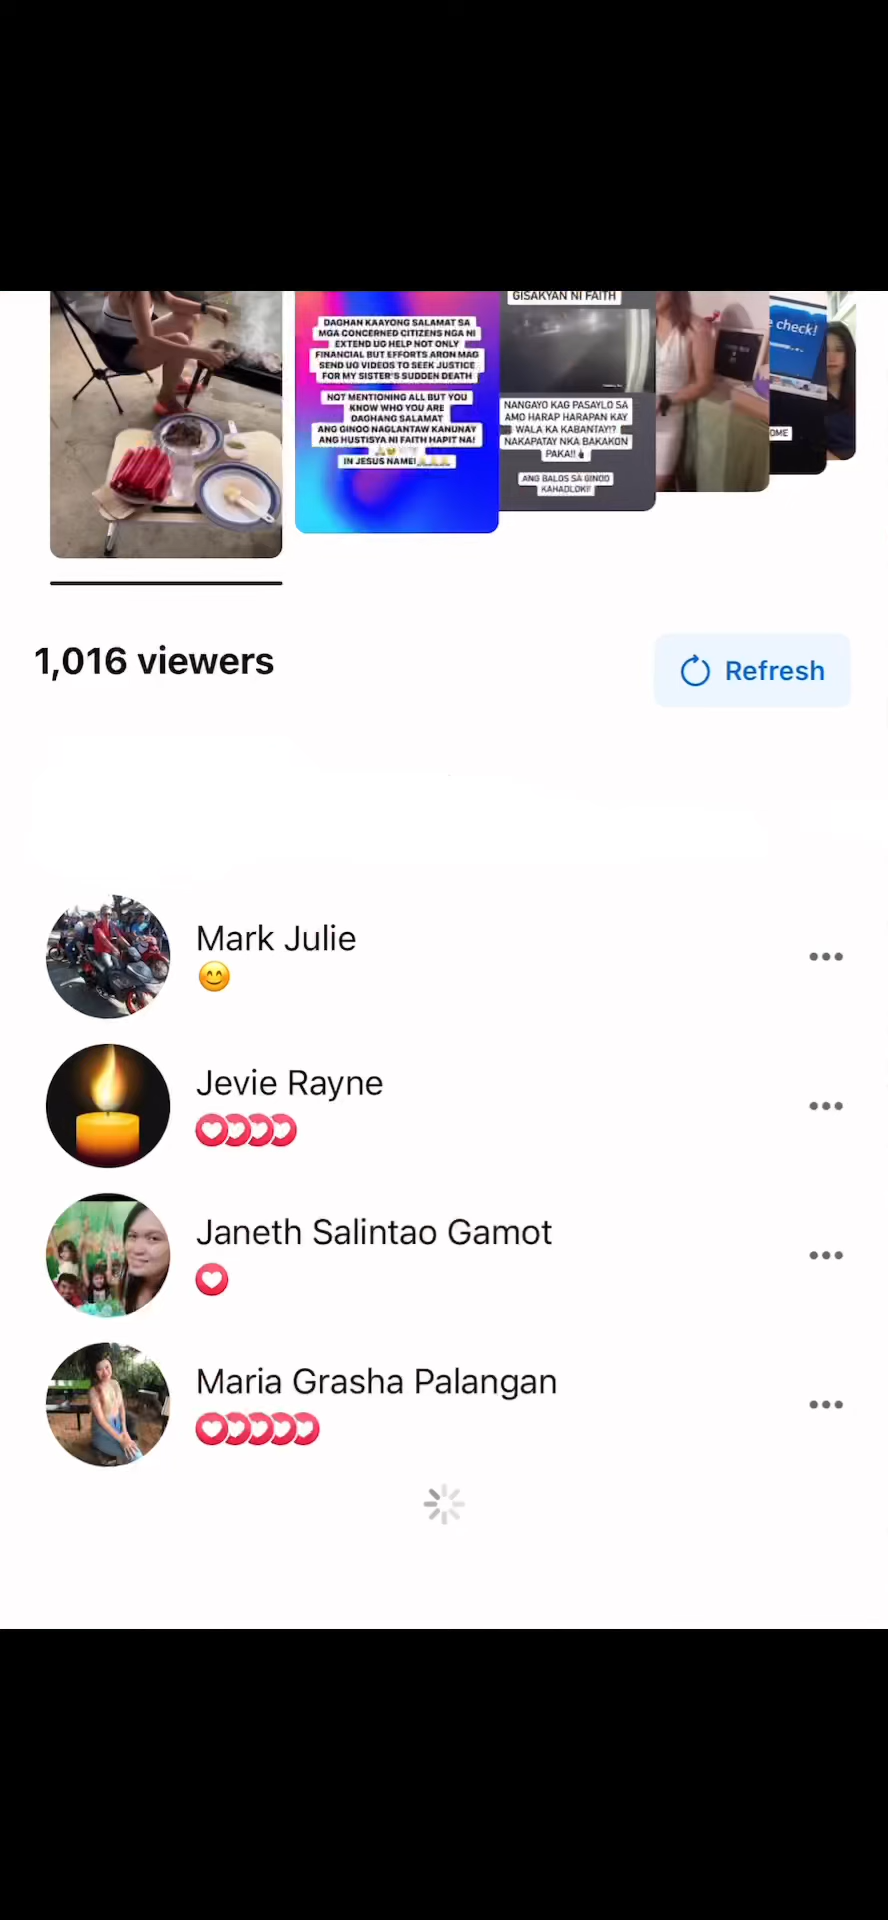 GISAKYAN NI FAITH
DAGHAN KAAYONG SALAMAT SA
MGA CONCERNED CITIZENS NGA NI
EXTEND UG HELP NOT ONLY
FINANCIAL BUT EFFORTS ARON MAG
SEND UG VIDEOS TO SEEK JUSTICE
FOR MY SISTER'S SUDDEN DEATH
NOT MENTIONING ALL BUT YOU
KNOW WHO YOU ARE
DAGHANG SALAMAT
ANG GINOO NAGLANTAW KANUNAY
ANG HUSTISYA NI FAITH HAPIT NA!
IN JESUS NAME!
NANGAYO KAG PASAYLO SA
AMO HARAP HARAPAN KAY
WALA KA KABANTAY!?
NAKAPATAY NKA BAKAKON
PAKA!!
ANG BALOS SA GINOO
KAHADLOK!!
check!
OME
1,016 viewers
Refresh
Mark Julie
Jevie Rayne
Janeth Salintao Gamot
Maria Grasha Palangan